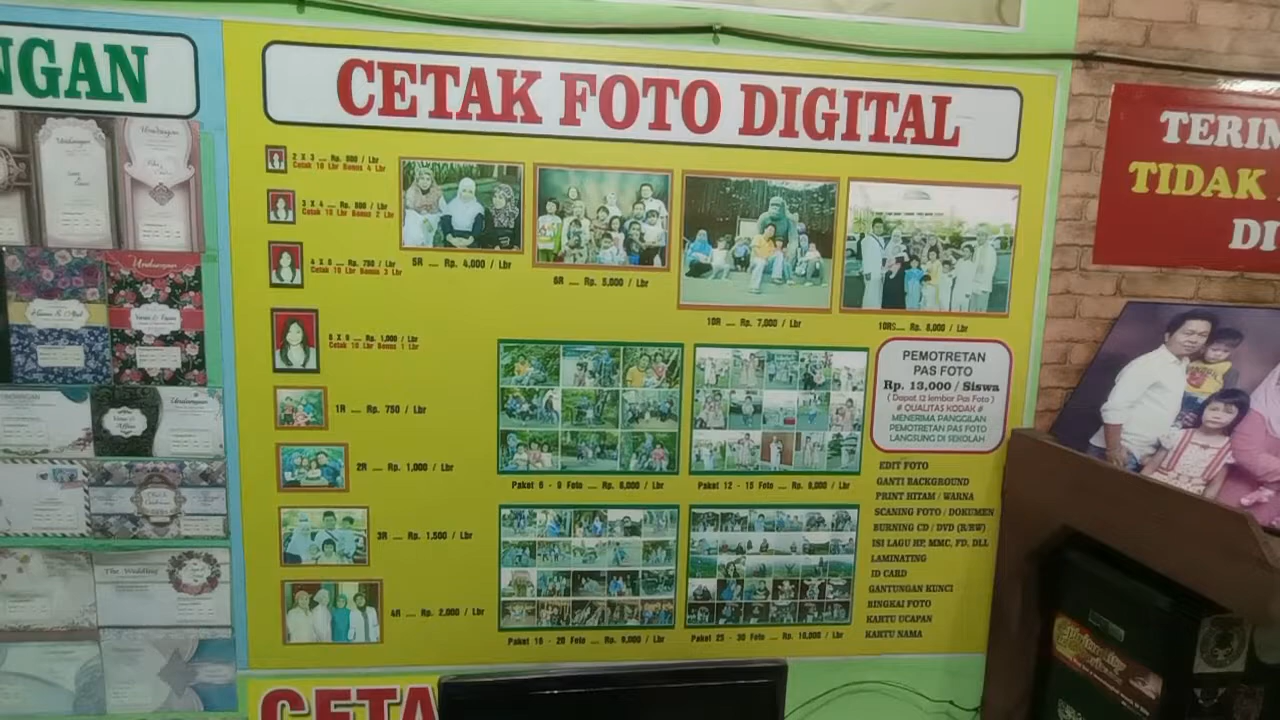 NGAN
CETAK FOTO DIGITAL
2 X 3 .... Rp. 500 / Lbr
Cetak 10 Lbr Bonus 4 Lbr
3 X 4 .... Rp. 600 / Lbr
Cetak 10 Lbr Bonus 2 Lbr
Rp. 750 / Lbr
Cetak 10 Lbr Bonus 3 Lbr
Rp. 1,000 / Lbr
Cetak 10 Lbr Bonus 1 Lbr
1R .... Rp. 750 / Lbr
2R .... Rp. 1,000 / Lbr
3R .... Rp. 1,500 / Lbr
4R .... Rp. 2,000 / Lbr
5R .... Rp. 4,000 / Lbr
6R .... Rp. 5,000 / Lbr
10R .... Rp. 7,000 / Lbr
10RS.... Rp. 8,000 / Lbr
Paket 6 - 9 Foto .... Rp. 8,000 / Lbr
Paket 12 - 15 Foto .... Rp. 9,000 / Lbr
Paket 16 - 20 Foto .... Rp. 9,000 / Lbr
Paket 25 - 30 Foto .... Rp. 10,000 / Lbr
PEMOTRETAN
PAS FOTO
Rp. 13,000 / Siswa
( Dapat 12 lembar Pas Foto )
# QUALITAS KODAK #
MENERIMA PANGGILAN
PEMOTRETAN PAS FOTO
LANGSUNG DI SEKOLAH
EDIT FOTO
GANTI BACKGROUND
PRINT HITAM / WARNA
SCANING FOTO / DOKUMEN
BURNING CD / DVD (R/RW)
ISI LAGU HP, MMC, FD, DLL
LAMINATING
ID CARD
GANTUNGAN KUNCI
BINGKAI FOTO
KARTU UCAPAN
KARTU NAMA
TERIM
TIDAK
DI
Undangan
The Wedding
CETA